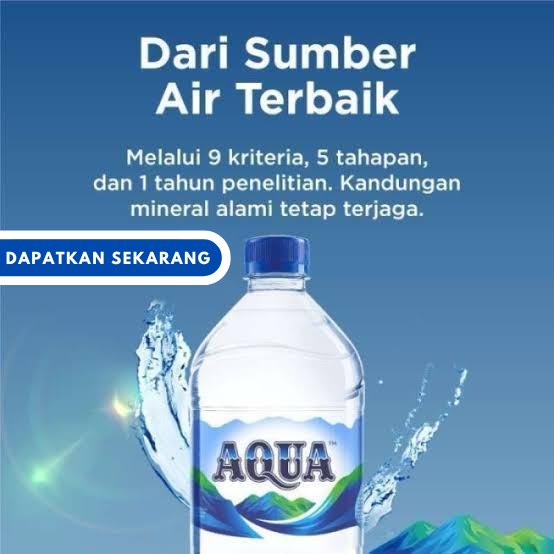 Dari Sumber
Air Terbaik
Melalui 9 kriteria, 5 tahapan,
dan 1 tahun penelitian. Kandungan
mineral alami tetap terjaga.
DAPATKAN SEKARANG
AQUA™